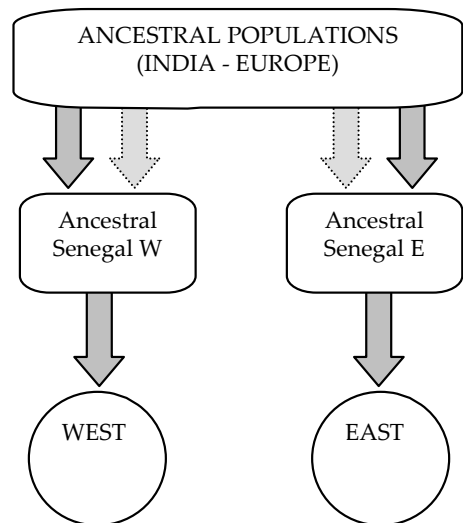 ANCESTRAL POPULATIONS
(INDIA - EUROPE)
Ancestral
Senegal W
Ancestral
Senegal E
WEST
EAST